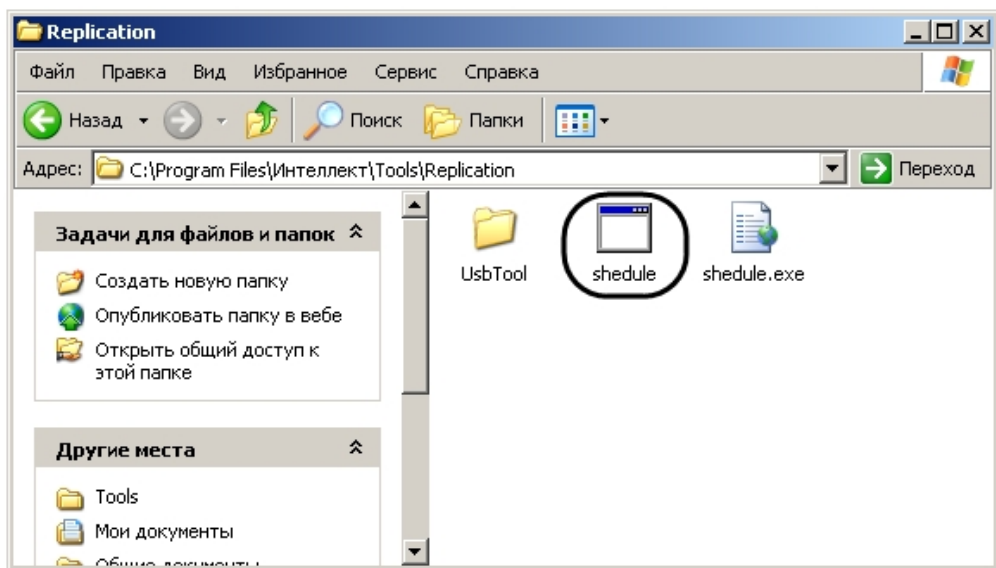 Replication
Файл Правка Вид Избранное Сервис Справка
Назад Поиск Папки
Адрес: C:\Program Files\Интеллект\Tools\Replication Переход
Задачи для файлов и папок
Создать новую папку
Опубликовать папку в вебе
Открыть общий доступ к
этой папке
Другие места
Tools
Мои документы
Общие документы
UsbTool shedule shedule.exe